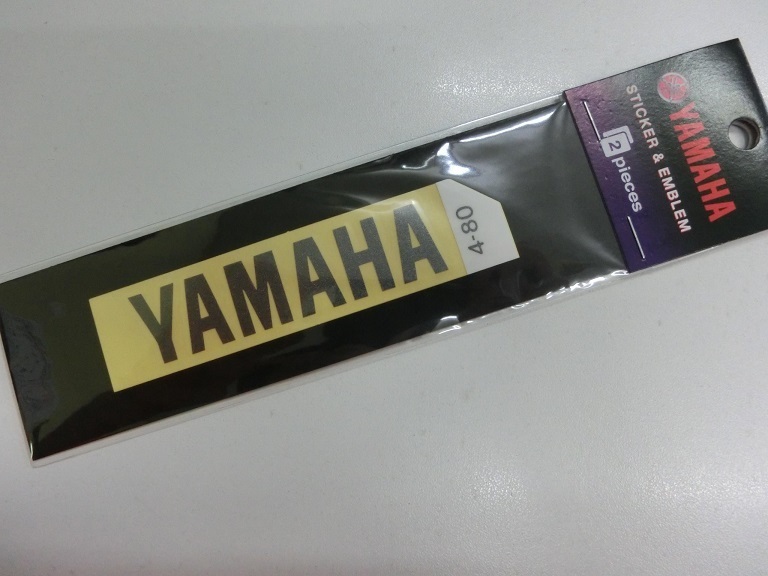 YAMAHA
STICKER & EMBLEM
2 pieces
YAMAHA
4-80